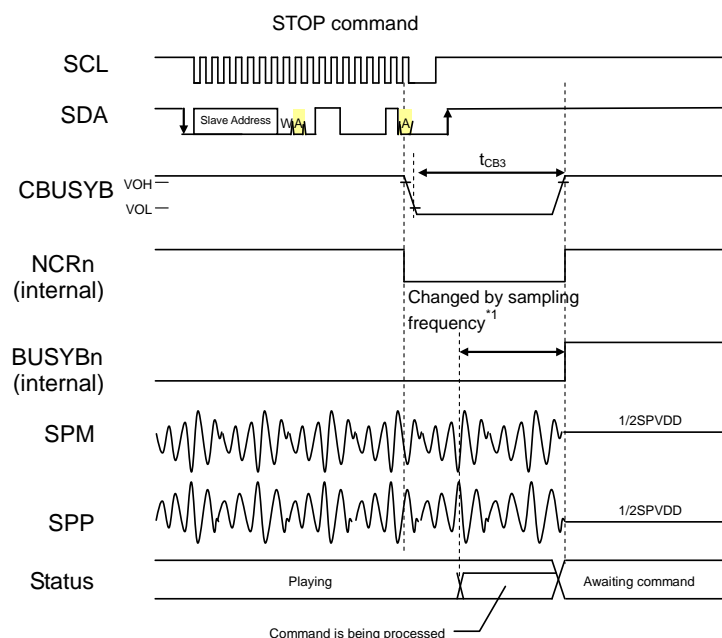 STOP command
SCL
SDA
Slave Address
W
A
A
CBUSYB
VOH
VOL
tCB3
NCRn
(internal)
Changed by sampling
frequency*1
BUSYBn
(internal)
SPM
1/2SPVDD
SPP
1/2SPVDD
Status
Playing
Awaiting command
Command is being processed